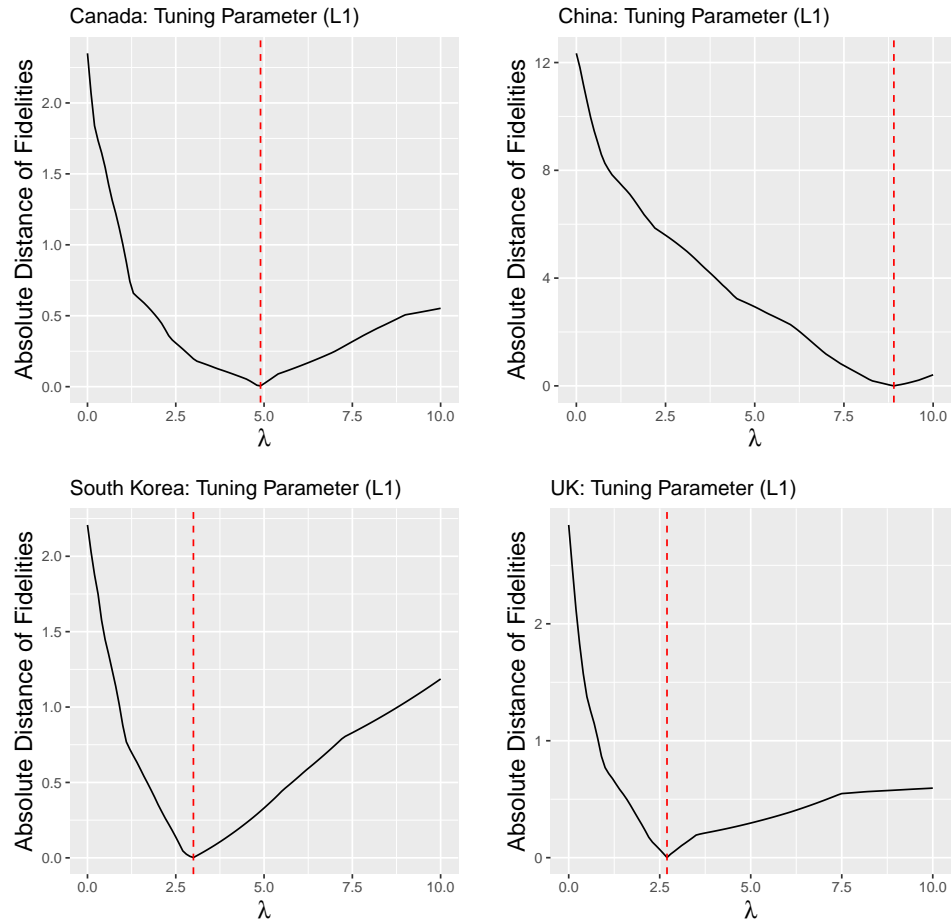 Canada: Tuning Parameter (L1)
Absolute Distance of Fidelities
2.0
1.5
1.0
0.5
0.0
0.0 2.5 5.0 7.5 10.0
λ
China: Tuning Parameter (L1)
Absolute Distance of Fidelities
12
8
4
0
0.0 2.5 5.0 7.5 10.0
λ
South Korea: Tuning Parameter (L1)
Absolute Distance of Fidelities
2.0
1.5
1.0
0.5
0.0
0.0 2.5 5.0 7.5 10.0
λ
UK: Tuning Parameter (L1)
Absolute Distance of Fidelities
2
1
0
0.0 2.5 5.0 7.5 10.0
λ